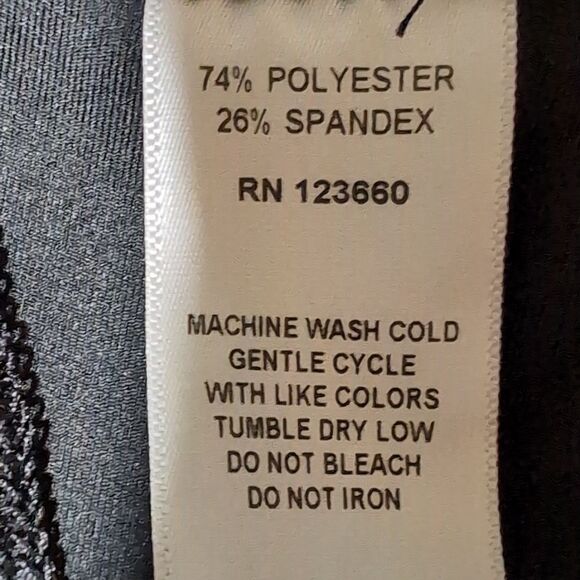 74% POLYESTER
26% SPANDEX
RN 123660
MACHINE WASH COLD
GENTLE CYCLE
WITH LIKE COLORS
TUMBLE DRY LOW
DO NOT BLEACH
DO NOT IRON